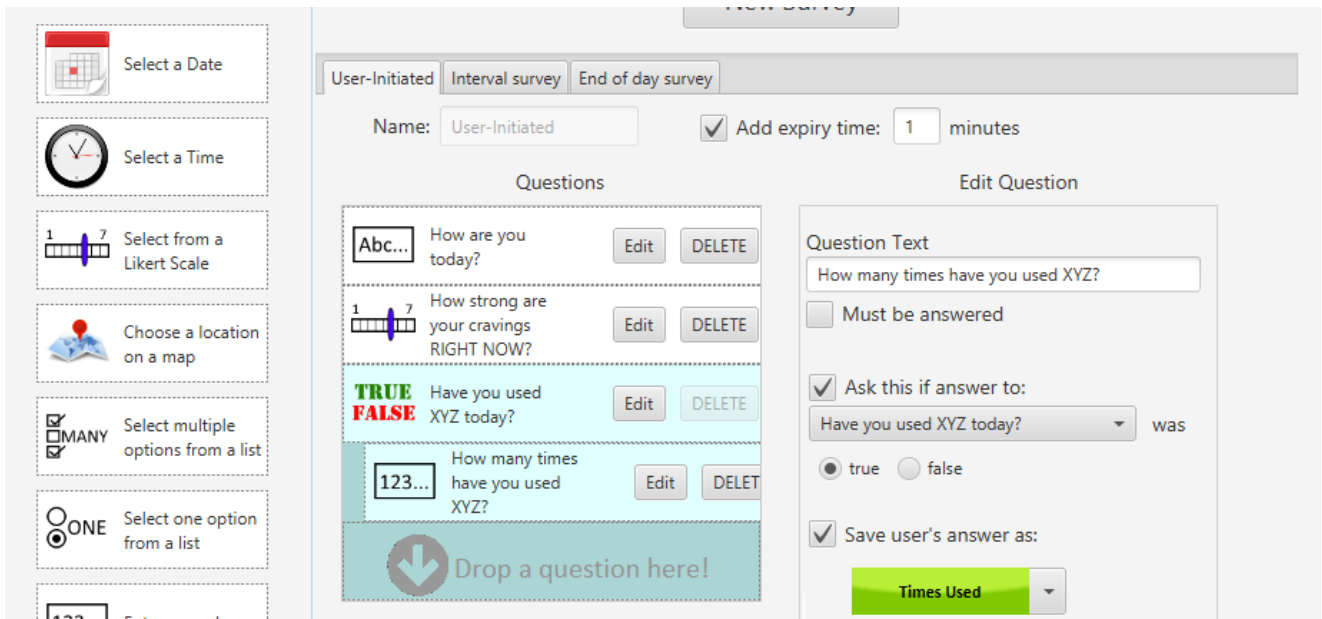 New Survey
Select a Date
Select a Time
1 7
Select from a
Likert Scale
Choose a location
on a map
MANY
Select multiple
options from a list
ONE
Select one option
from a list
User-Initiated
Interval survey
End of day survey
Name:
User-Initiated
Add expiry time:
1
minutes
Questions
Abc...
How are you
today?
Edit
DELETE
1 7
How strong are
your cravings
RIGHT NOW?
Edit
DELETE
TRUE
FALSE
Have you used
XYZ today?
Edit
DELETE
123...
How many times
have you used
XYZ?
Edit
DELET
Drop a question here!
Edit Question
Question Text
How many times have you used XYZ?
Must be answered
Ask this if answer to:
Have you used XYZ today?
was
true
false
Save user's answer as:
Times Used